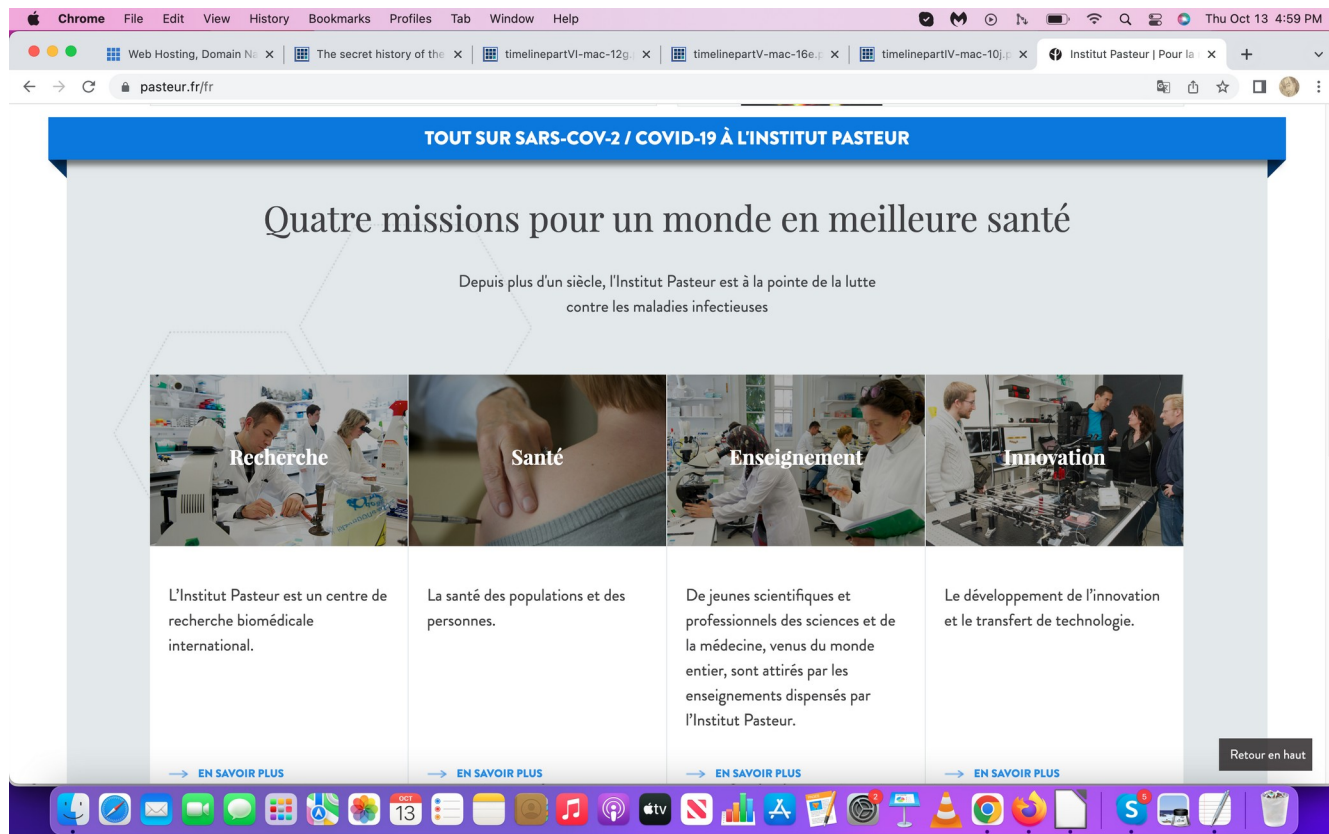 Chrome File Edit View History Bookmarks Profiles Tab Window Help
Thu Oct 13 4:59 PM
Web Hosting, Domain Na
The secret history of the
timelinepartVI-mac-12g.
timelinepartV-mac-16e.p
timelinepartIV-mac-10j.p
Institut Pasteur | Pour la
pasteur.fr/fr
TOUT SUR SARS-COV-2 / COVID-19 À L'INSTITUT PASTEUR
Quatre missions pour un monde en meilleure santé
Depuis plus d'un siècle, l'Institut Pasteur est à la pointe de la lutte
contre les maladies infectieuses
Recherche
Santé
Enseignement
Innovation
L'Institut Pasteur est un centre de
recherche biomédicale
international.
La santé des populations et des
personnes.
De jeunes scientifiques et
professionnels des sciences et de
la médecine, venus du monde
entier, sont attirés par les
enseignements dispensés par
l'Institut Pasteur.
Le développement de l'innovation
et le transfert de technologie.
EN SAVOIR PLUS
EN SAVOIR PLUS
EN SAVOIR PLUS
EN SAVOIR PLUS
Retour en haut
OCT
13
tv
2
S
5